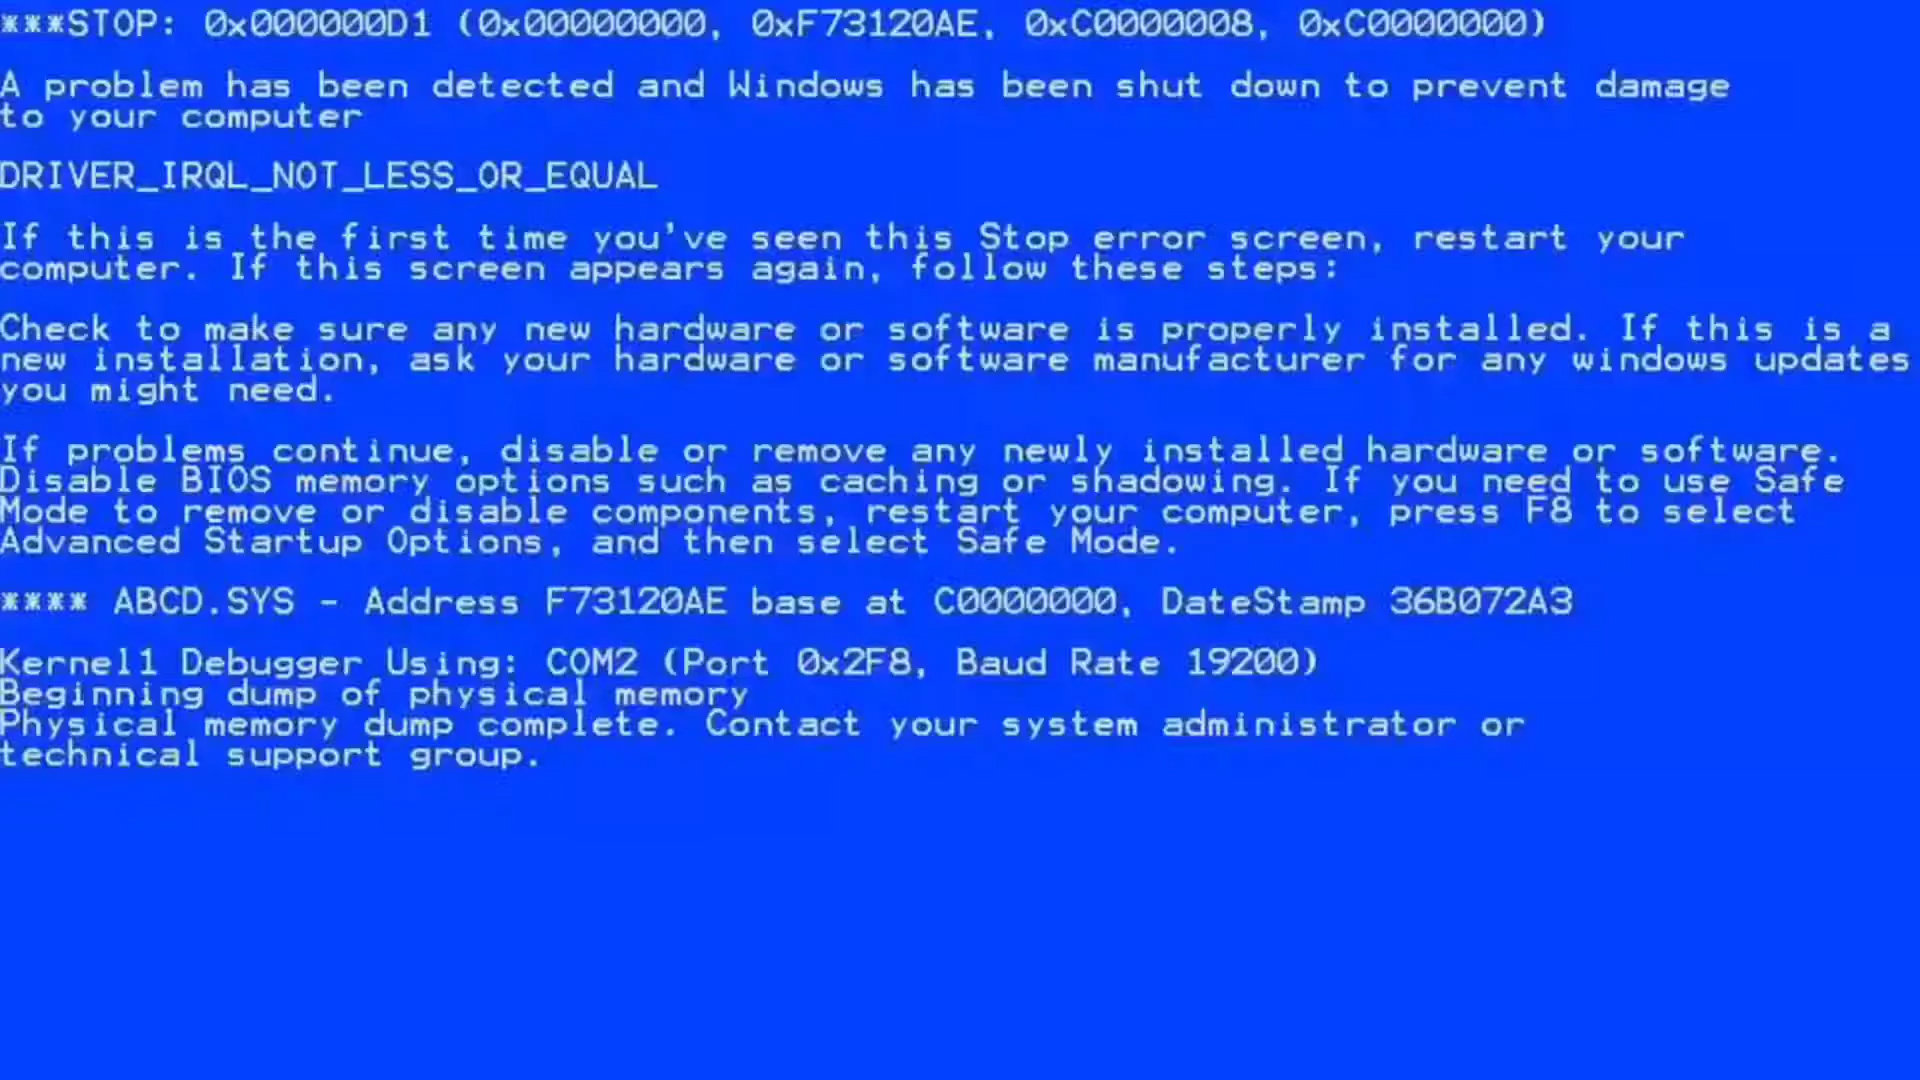 ***STOP: 0x000000D1 (0x00000000, 0xF73120AE, 0xC0000008, 0xC0000000)
A problem has been detected and Windows has been shut down to prevent damage
to your computer
DRIVER_IRQL_NOT_LESS_OR_EQUAL
If this is the first time you've seen this Stop error screen, restart your
computer. If this screen appears again, follow these steps:
Check to make sure any new hardware or software is properly installed. If this is a
new installation, ask your hardware or software manufacturer for any windows updates
you might need.
If problems continue, disable or remove any newly installed hardware or software.
Disable BIOS memory options such as caching or shadowing. If you need to use Safe
Mode to remove or disable components, restart your computer, press F8 to select
Advanced Startup Options, and then select Safe Mode.
**** ABCD.SYS - Address F73120AE base at C0000000, DateStamp 36B072A3
Kernel1 Debugger Using: COM2 (Port 0x2F8, Baud Rate 19200)
Beginning dump of physical memory
Physical memory dump complete. Contact your system administrator or
technical support group.